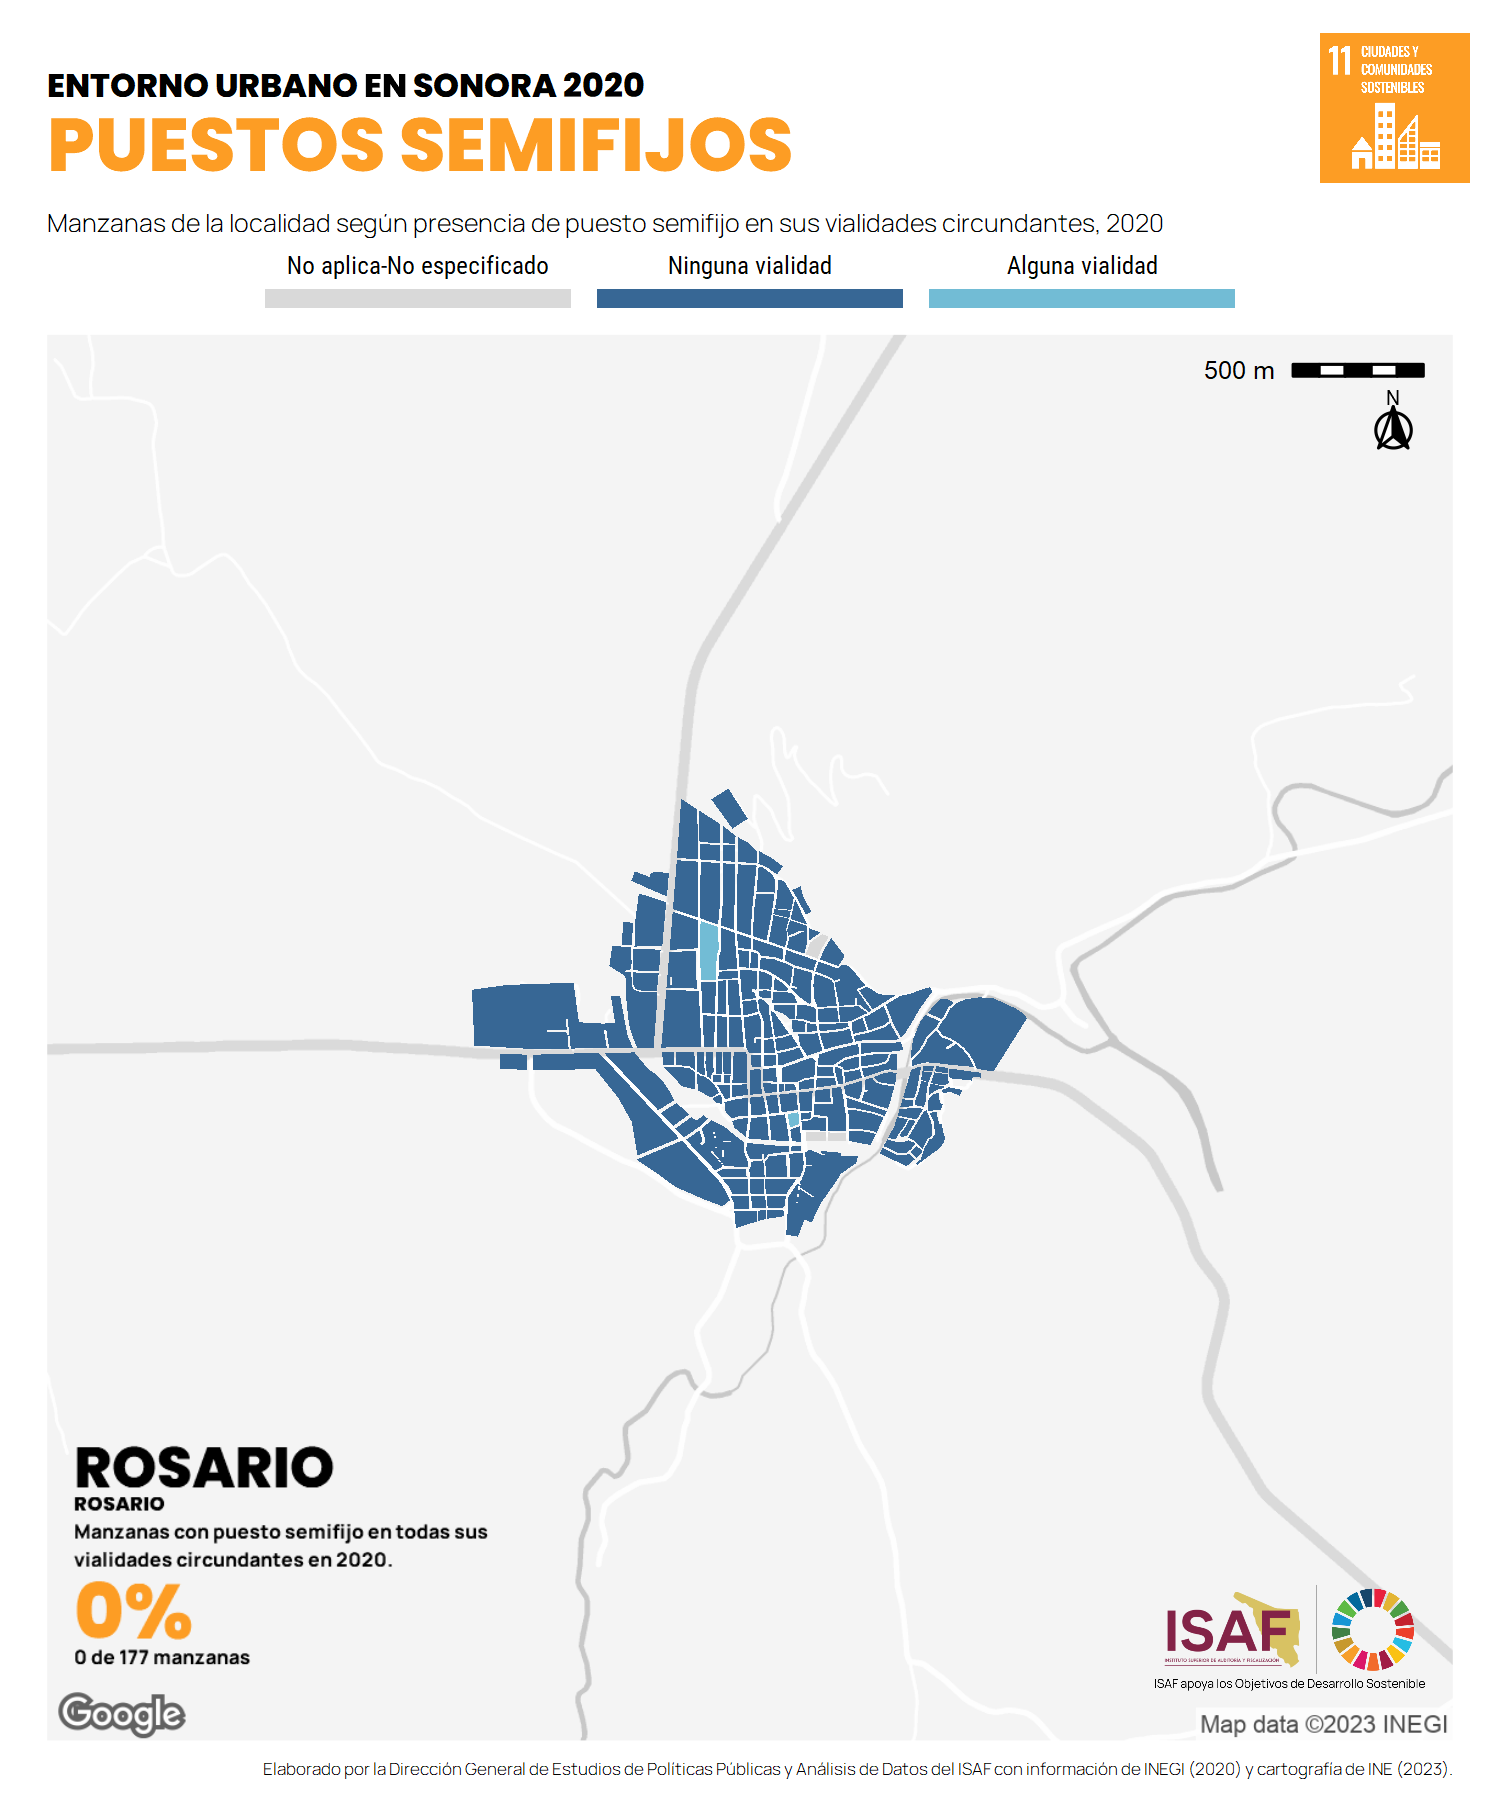 ENTORNO URBANO EN SONORA 2020
PUESTOS SEMIFIJOS
11 CIUDADES Y
COMUNIDADES
SOSTENIBLES
Manzanas de la localidad según presencia de puesto semifijo en sus vialidades circundantes, 2020
No aplica-No especificado
Ninguna vialidad
Alguna vialidad
500 m
N
ROSARIO
ROSARIO
Manzanas con puesto semifijo en todas sus
vialidades circundantes en 2020.
0%
0 de 177 manzanas
ISAF
INSTITUTO SUPERIOR DE AUDITORÍA Y FISCALIZACIÓN
ISAF apoya los Objetivos de Desarrollo Sostenible
Google
Map data ©2023 INEGI
Elaborado por la Dirección General de Estudios de Políticas Públicas y Análisis de Datos del ISAF con información de INEGI (2020) y cartografía de INE (2023).